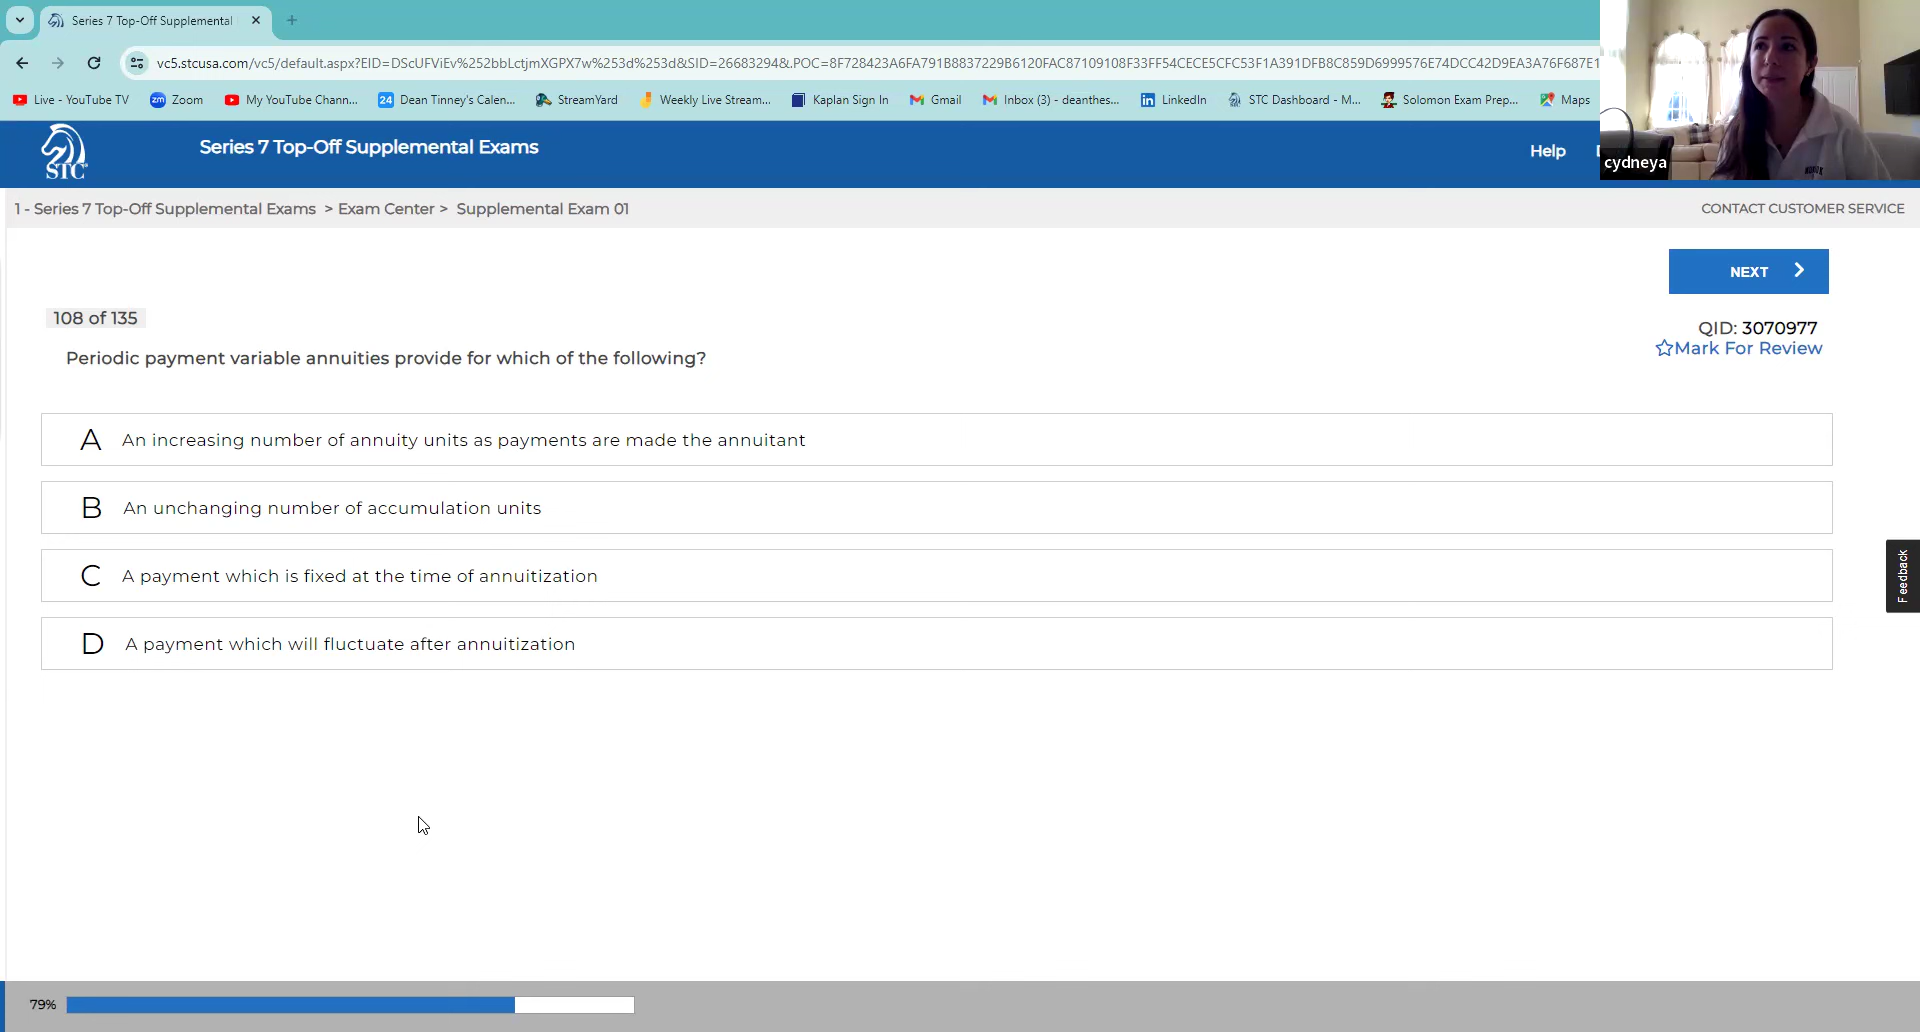 Series 7 Top-Off Supplemental
vc5.stcusa.com/vc5/default.aspx?EID=DScUFViEv%252bbLctjmXGPX7w%253d%253d&SID=26683294&.POC=8F728423A6FA791B8837229B6120FAC87109108F33FF54CECE5CFC53F1A391DFB8C859D6999576E74DCC42D9EA3A76F687E1
Live - YouTube TV Zoom My YouTube Chann... 24 Dean Tinney's Calen... StreamYard Weekly Live Stream... Kaplan Sign In Gmail Inbox (3) - deanthes... LinkedIn STC Dashboard - M... Solomon Exam Prep... Maps
STC Series 7 Top-Off Supplemental Exams Help
cydneya
1 - Series 7 Top-Off Supplemental Exams > Exam Center > Supplemental Exam 01 CONTACT CUSTOMER SERVICE
NEXT
108 of 135
QID: 3070977
Mark For Review
Periodic payment variable annuities provide for which of the following?
A An increasing number of annuity units as payments are made the annuitant
B An unchanging number of accumulation units
C A payment which is fixed at the time of annuitization
D A payment which will fluctuate after annuitization
Feedback
79%